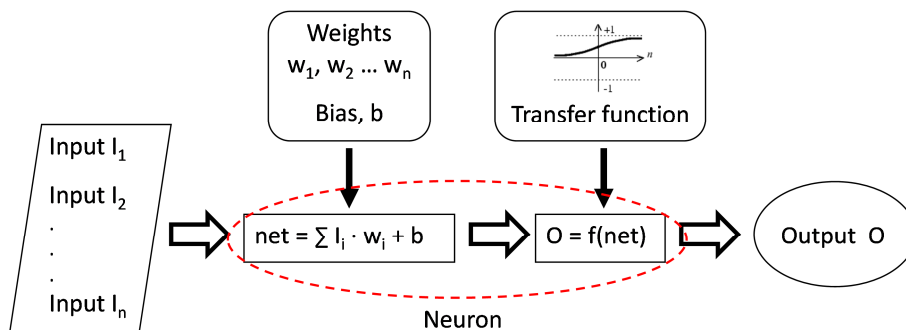 Weights
w₁, w₂ ... wₙ
Bias, b
+1
n
0
-1
Transfer function
Input I₁
Input I₂
.
.
.
Input Iₙ
net = ∑ Iᵢ · wᵢ + b
O = f(net)
Output O
Neuron